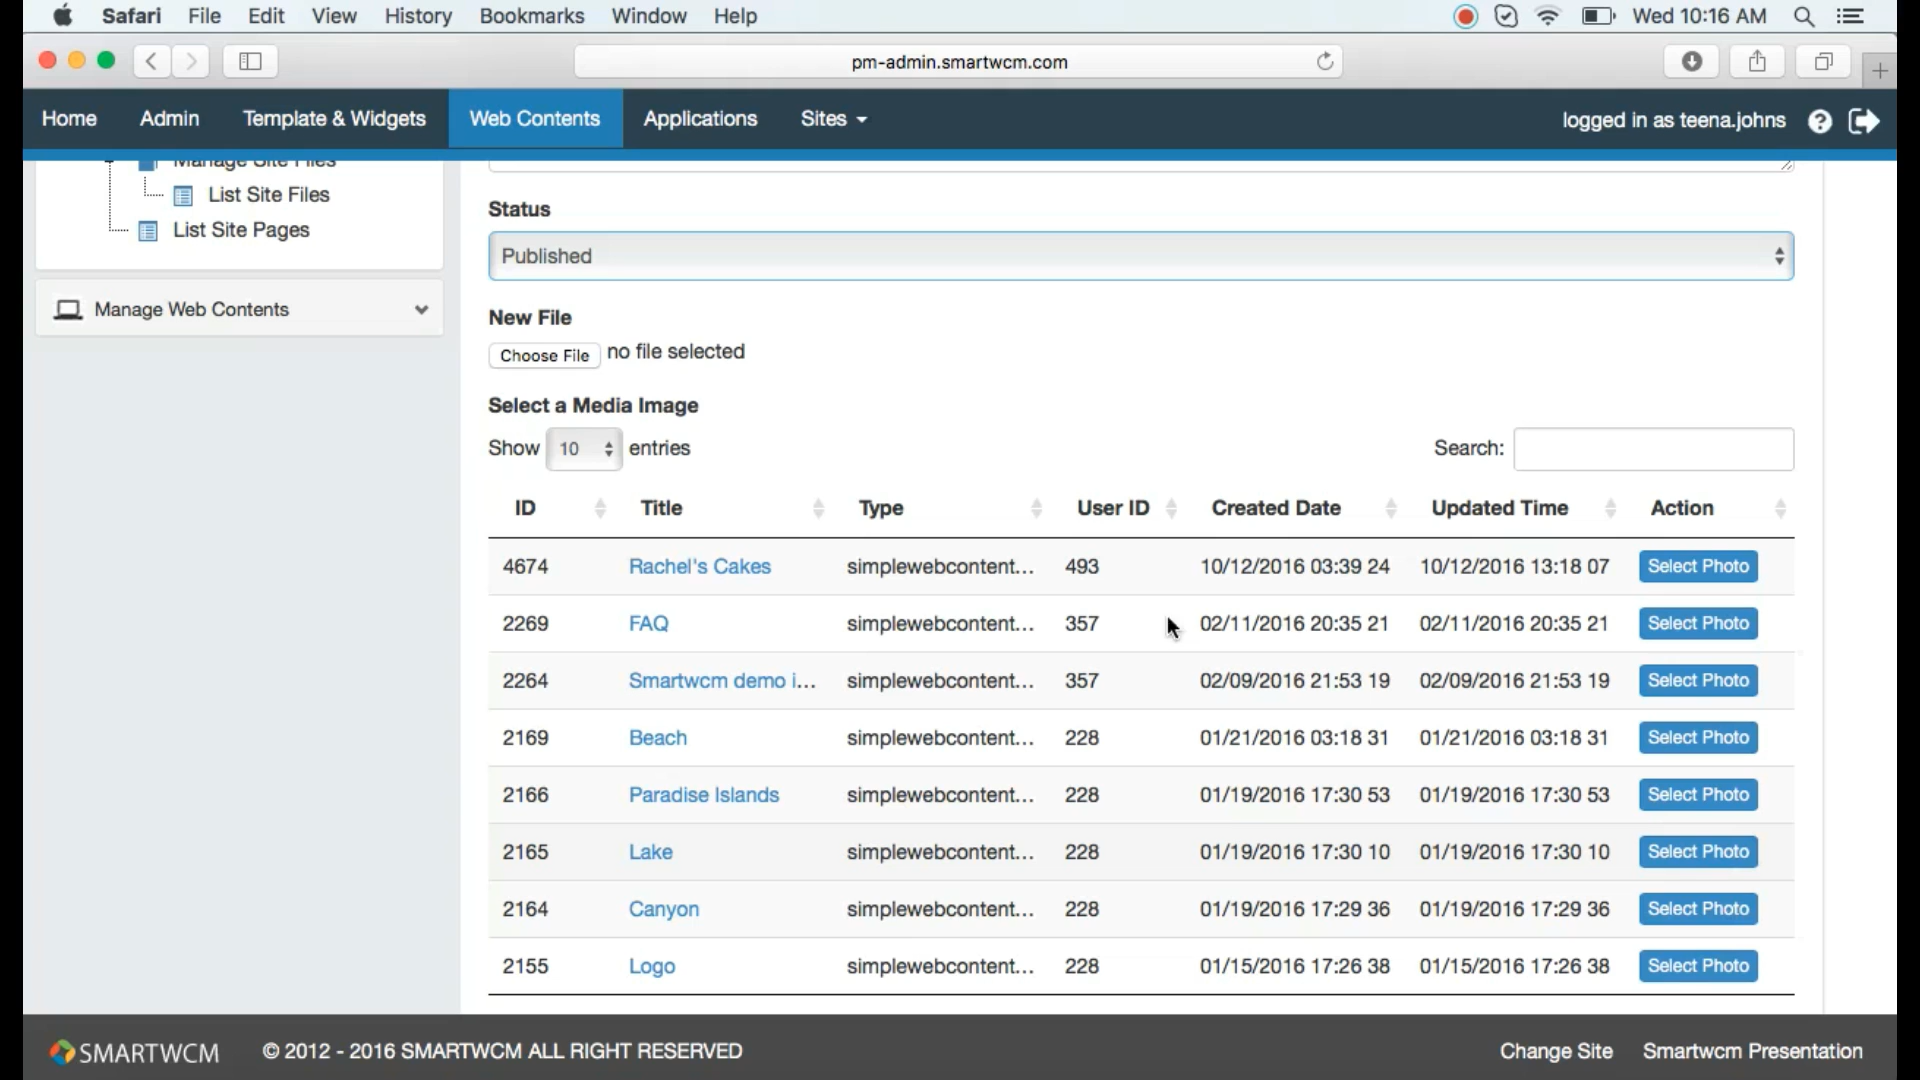 Safari File Edit View History Bookmarks Window Help Wed 10:16 AM
pm-admin.smartwcm.com
Home Admin Template & Widgets Web Contents Applications Sites logged in as teena.johns ?
Manage Site Files
List Site Files
List Site Pages
Manage Web Contents
Status
Published
New File
Choose File no file selected
Select a Media Image
Show 10 entries Search:
ID Title Type User ID Created Date Updated Time Action
4674 Rachel's Cakes simplewebcontent... 493 10/12/2016 03:39 24 10/12/2016 13:18 07 Select Photo
2269 FAQ simplewebcontent... 357 02/11/2016 20:35 21 02/11/2016 20:35 21 Select Photo
2264 Smartwcm demo i... simplewebcontent... 357 02/09/2016 21:53 19 02/09/2016 21:53 19 Select Photo
2169 Beach simplewebcontent... 228 01/21/2016 03:18 31 01/21/2016 03:18 31 Select Photo
2166 Paradise Islands simplewebcontent... 228 01/19/2016 17:30 53 01/19/2016 17:30 53 Select Photo
2165 Lake simplewebcontent... 228 01/19/2016 17:30 10 01/19/2016 17:30 10 Select Photo
2164 Canyon simplewebcontent... 228 01/19/2016 17:29 36 01/19/2016 17:29 36 Select Photo
2155 Logo simplewebcontent... 228 01/15/2016 17:26 38 01/15/2016 17:26 38 Select Photo
SMARTWCM © 2012 - 2016 SMARTWCM ALL RIGHT RESERVED Change Site Smartwcm Presentation